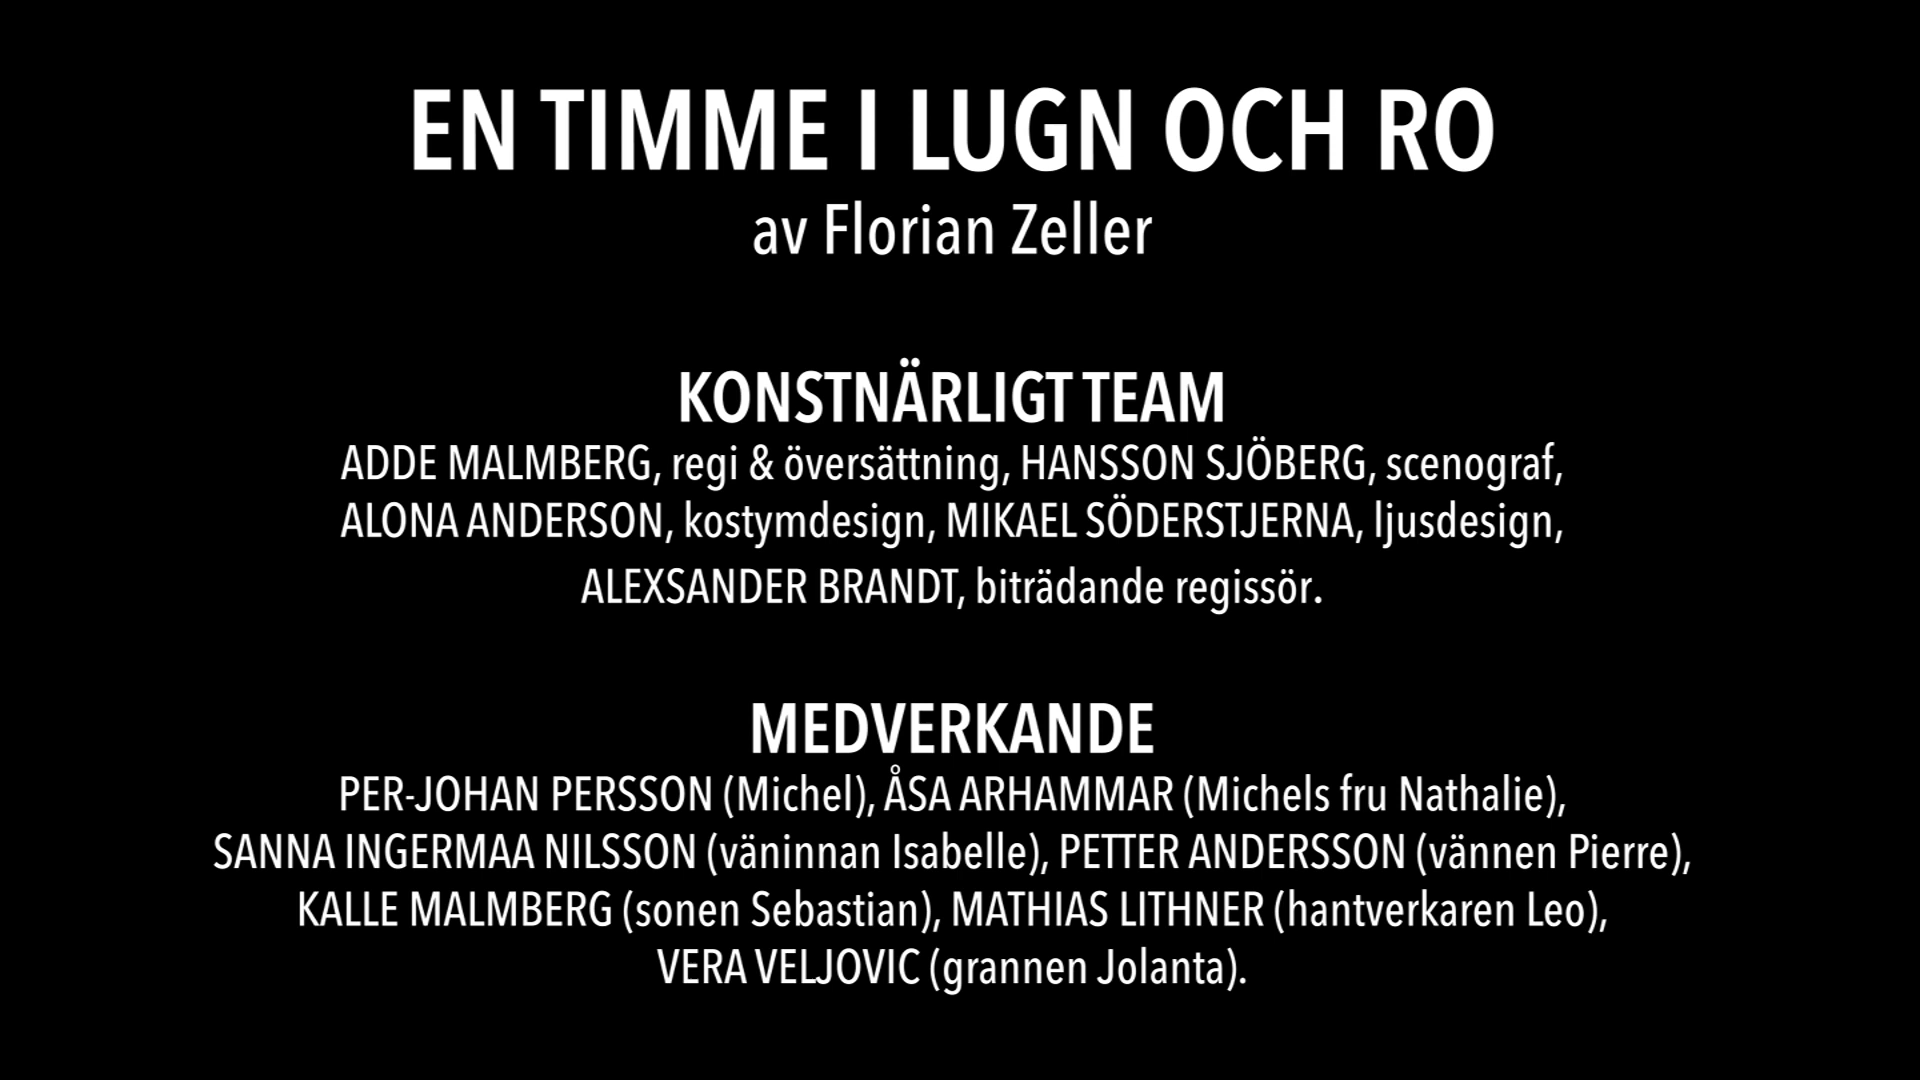 EN TIMME I LUGN OCH RO
av Florian Zeller
KONSTNÄRLIGT TEAM
ADDE MALMBERG, regi & översättning, HANSSON SJÖBERG, scenograf,
ALONA ANDERSON, kostymdesign, MIKAEL SÖDERSTJERNA, ljusdesign,
ALEXSANDER BRANDT, biträdande regissör.
MEDVERKANDE
PER-JOHAN PERSSON (Michel), ÅSA ARHAMMAR (Michels fru Nathalie),
SANNA INGERMAA NILSSON (väninnan Isabelle), PETTER ANDERSSON (vännen Pierre),
KALLE MALMBERG (sonen Sebastian), MATHIAS LITHNER (hantverkaren Leo),
VERA VELJOVIC (grannen Jolanta).